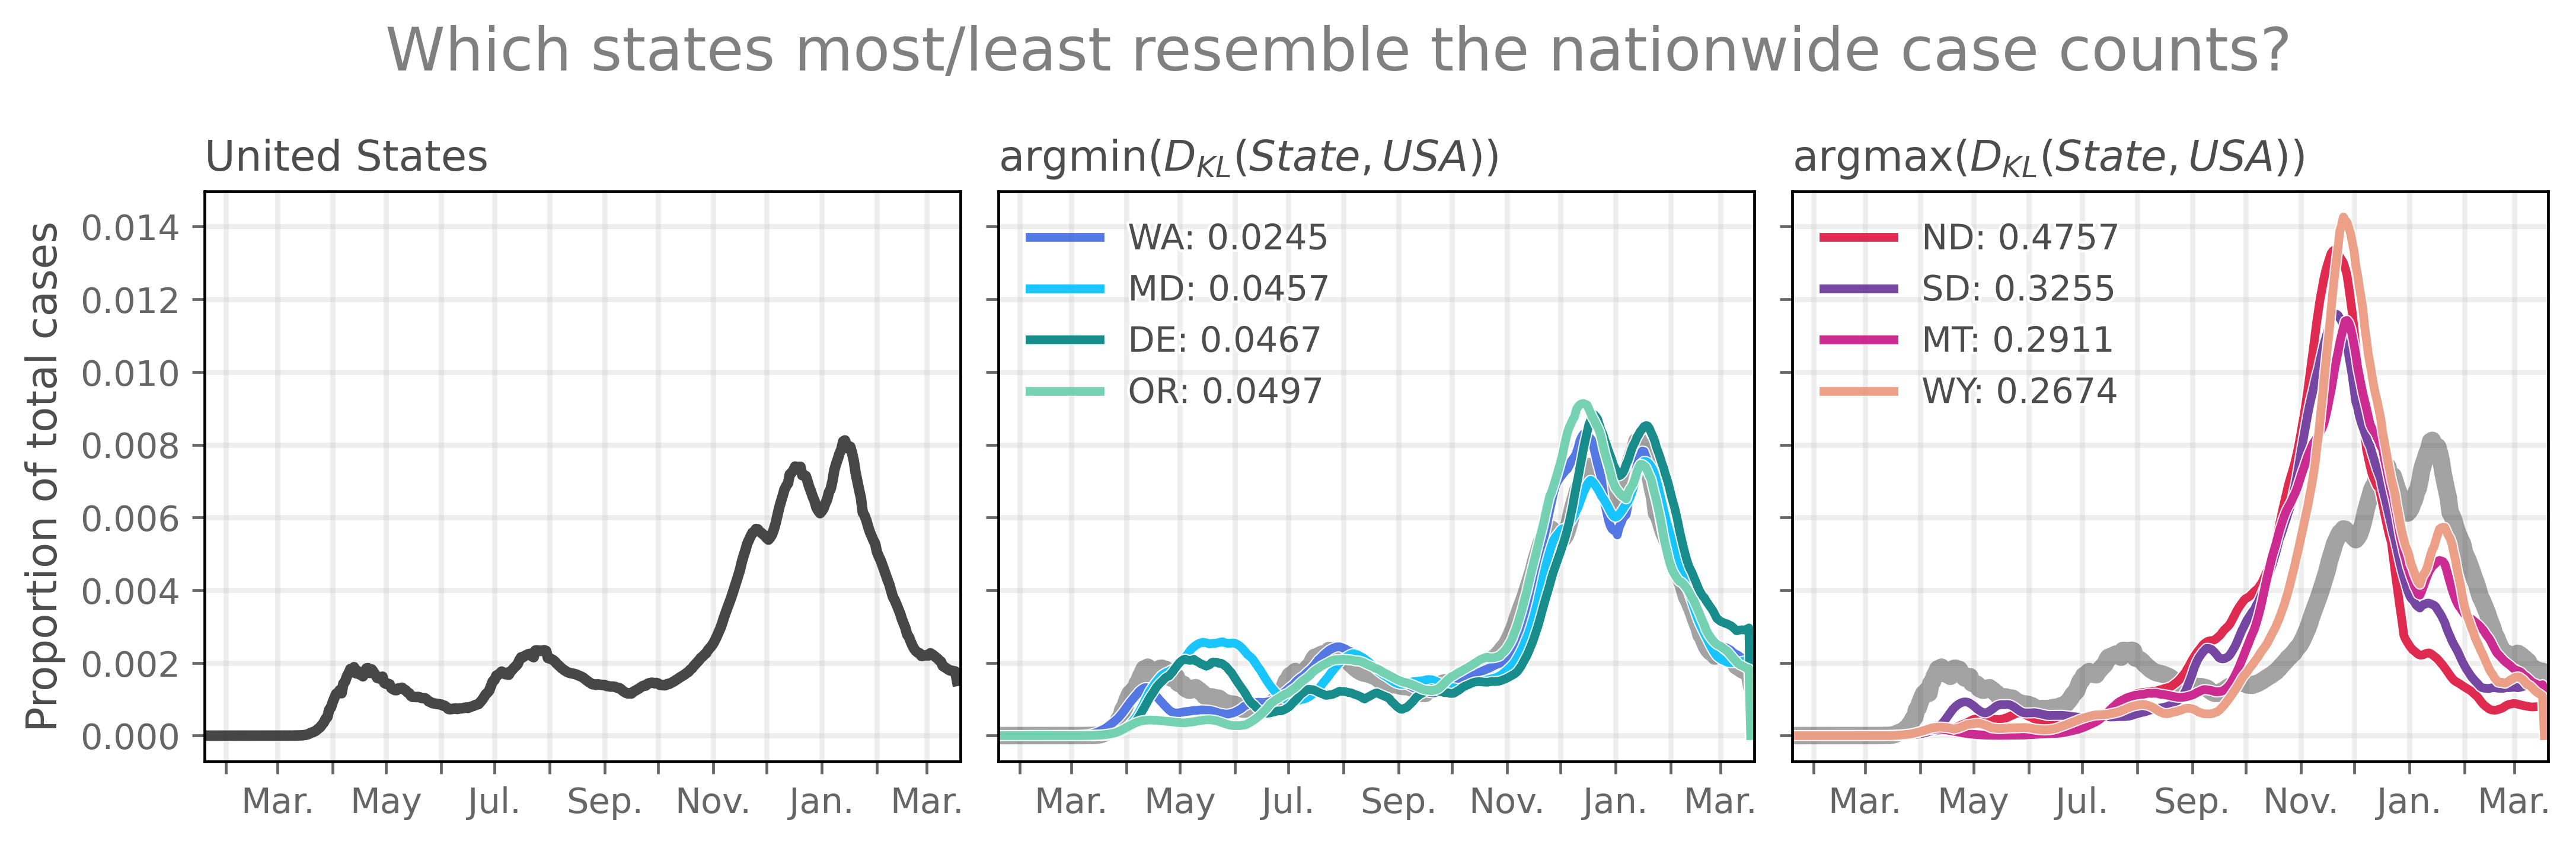 Which states most/least resemble the nationwide case counts?
United States
argmin(D_KL(State, USA))
argmax(D_KL(State, USA))
Proportion of total cases
0.014
0.012
0.010
0.008
0.006
0.004
0.002
0.000
Mar. May Jul. Sep. Nov. Jan. Mar.
WA: 0.0245
MD: 0.0457
DE: 0.0467
OR: 0.0497
Mar. May Jul. Sep. Nov. Jan. Mar.
ND: 0.4757
SD: 0.3255
MT: 0.2911
WY: 0.2674
Mar. May Jul. Sep. Nov. Jan. Mar.